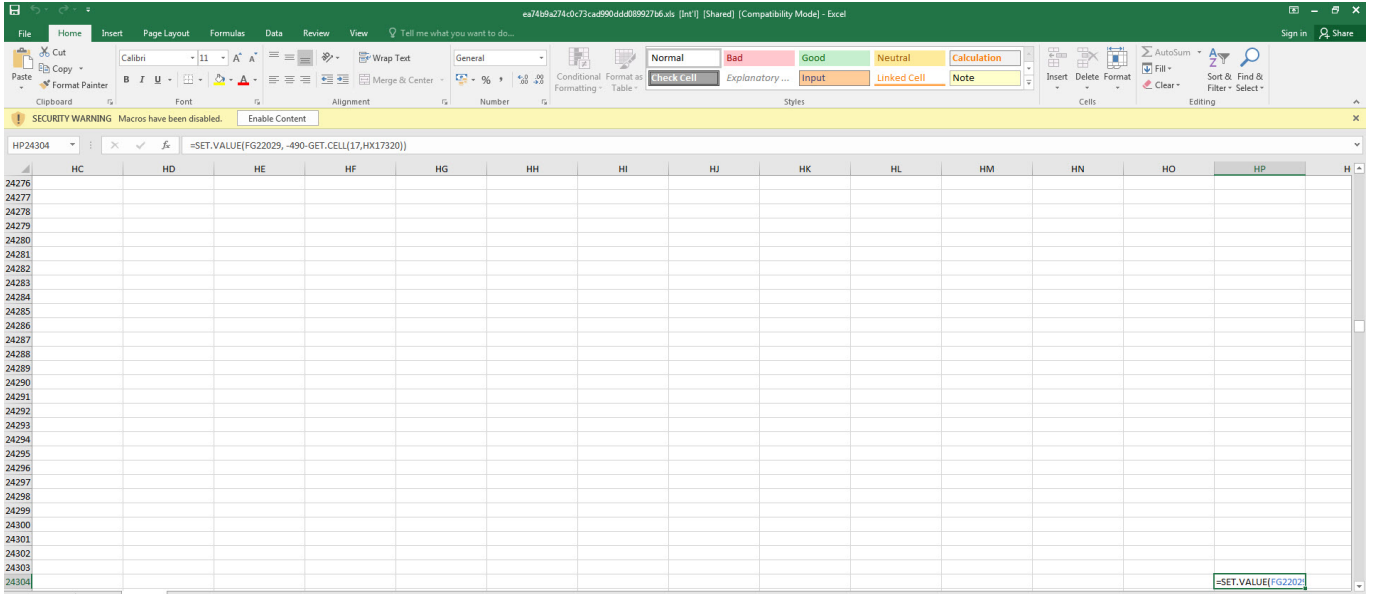 ea74b9a274c0c73cad990ddd089927b6.xls [Int'l] [Shared] [Compatibility Mode] - Excel
File Home Insert Page Layout Formulas Data Review View Tell me what you want to do... Sign in Share
Cut
Copy
Format Painter
Paste
Clipboard
Calibri 11 A A
B I U A
Font
Wrap Text
Merge & Center
Alignment
General
% , .0 .00 .00 .0
Number
Conditional Formatting
Format as Table
Normal Bad Good Neutral Calculation
Check Cell Explanatory ... Input Linked Cell Note
Styles
Insert Delete Format
Cells
AutoSum
Fill
Clear
Sort & Filter
Find & Select
Editing
SECURITY WARNING Macros have been disabled. Enable Content
HP24304 fx =SET.VALUE(FG22029, -490-GET.CELL(17,HX17320))
HC HD HE HF HG HH HI HJ HK HL HM HN HO HP H
24276
24277
24278
24279
24280
24281
24282
24283
24284
24285
24286
24287
24288
24289
24290
24291
24292
24293
24294
24295
24296
24297
24298
24299
24300
24301
24302
24303
24304 =SET.VALUE(FG22029